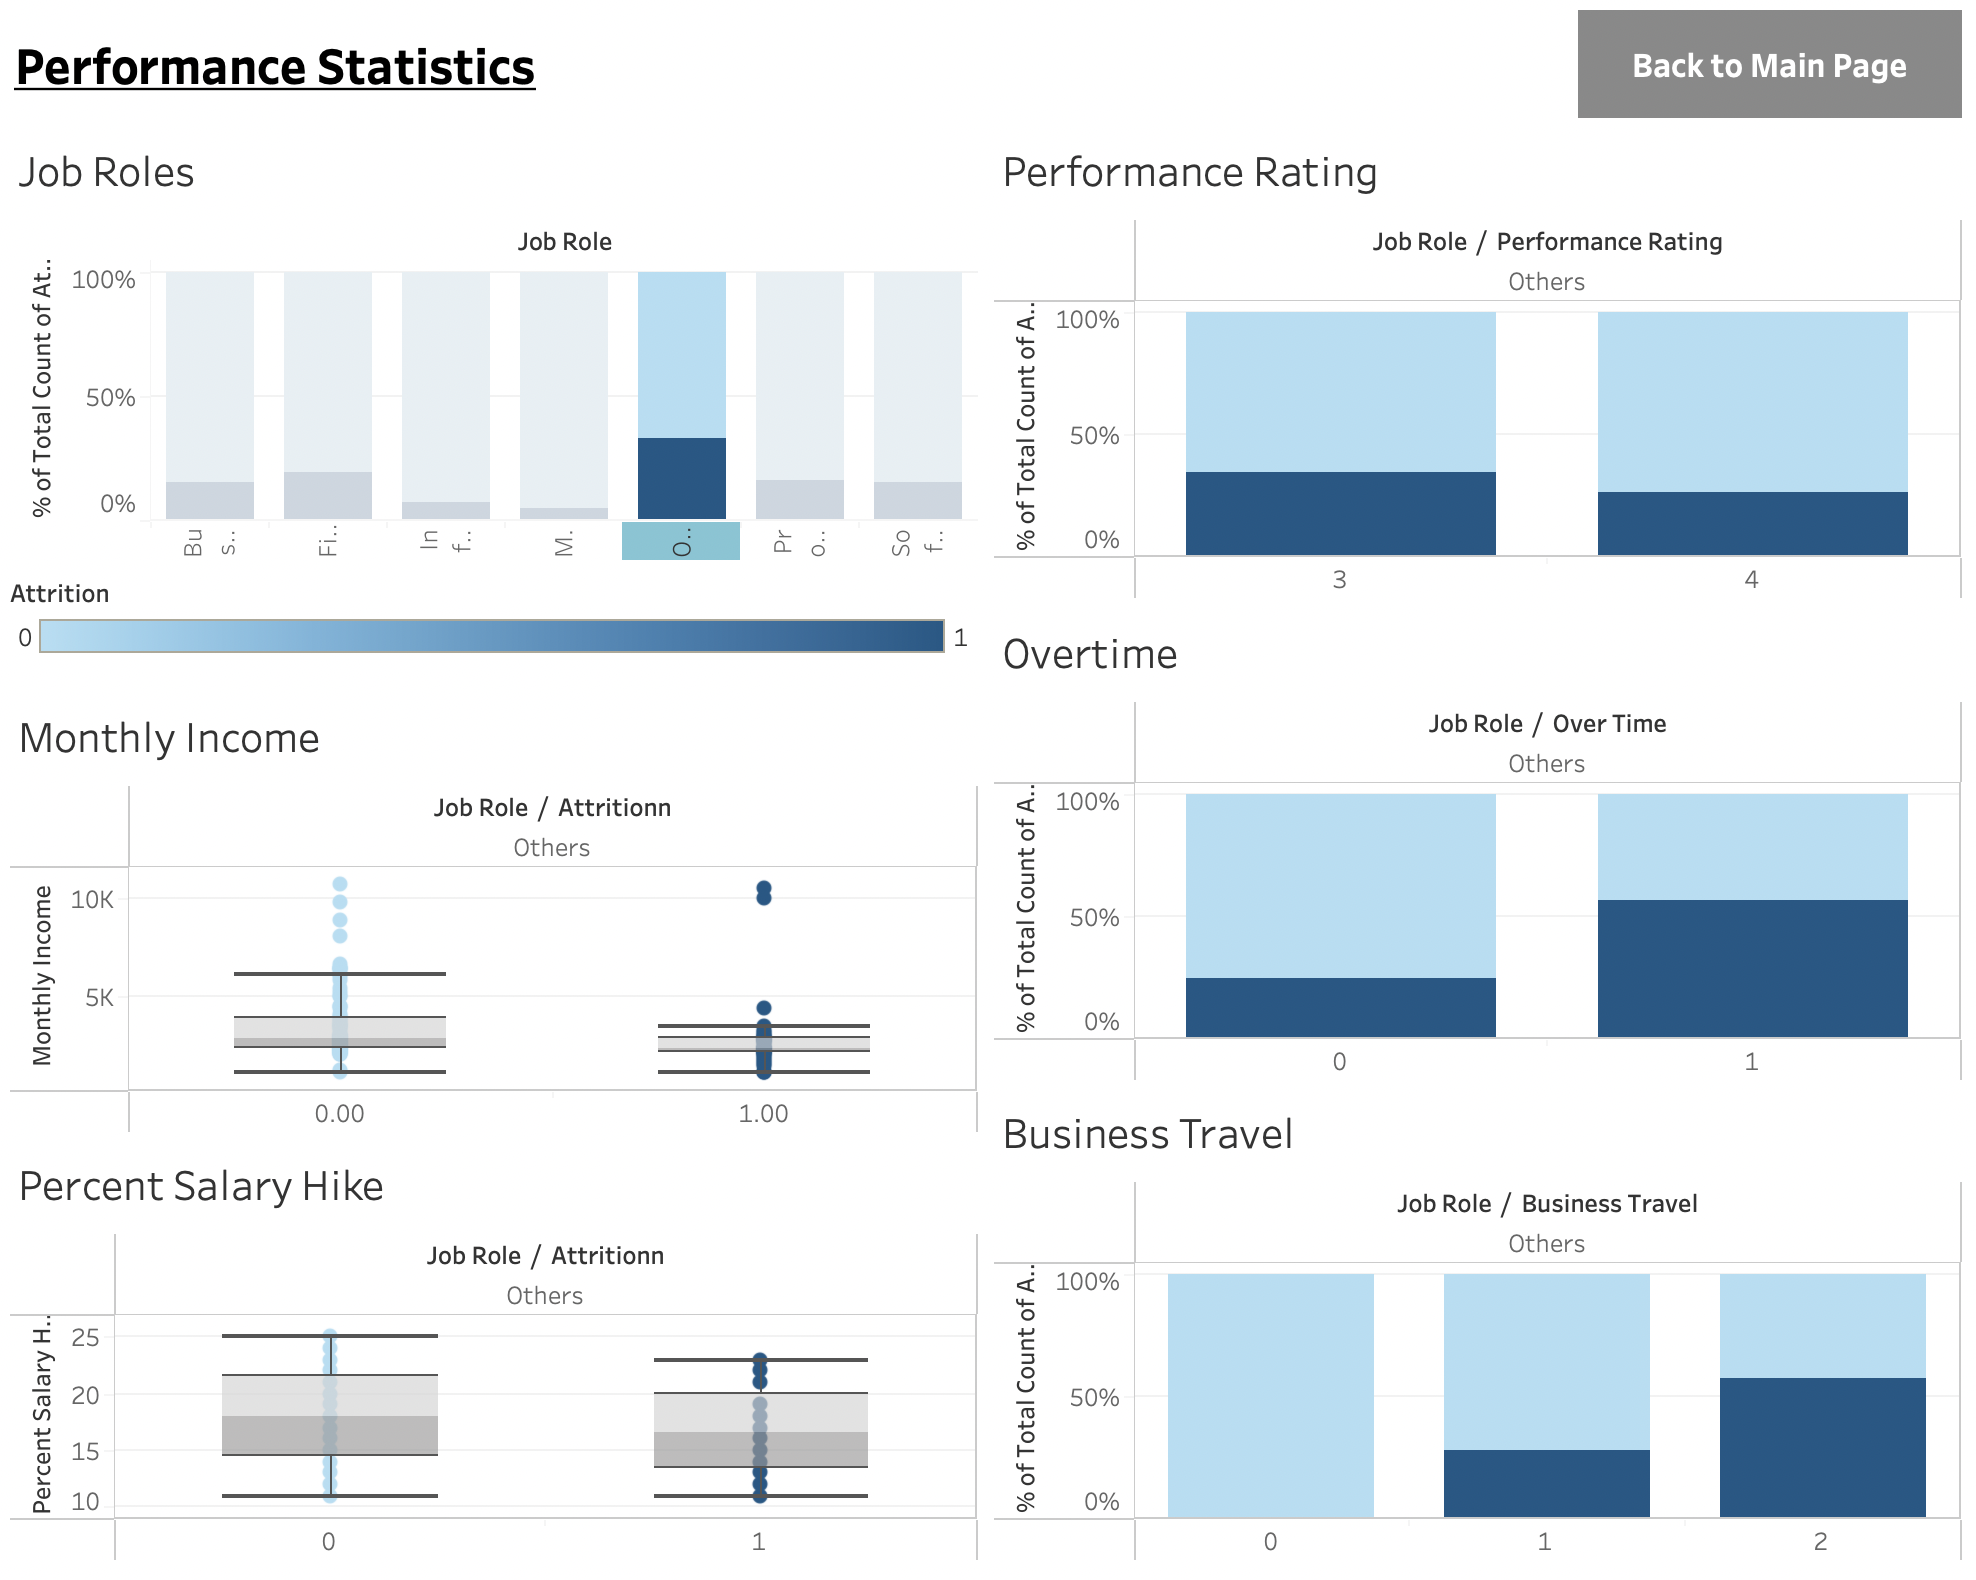 Performance Statistics
Back to Main Page
Job Roles
Job Role
% of Total Count of At..
100%
50%
0%
Bu
s..
Fi..
In
f..
M.
O..
Pr
o..
So
f..
Attrition
0
1
Monthly Income
Job Role / Attritionn
Others
Monthly Income
10K
5K
0.00
1.00
Percent Salary Hike
Job Role / Attritionn
Others
Percent Salary H..
25
20
15
10
0
1
Performance Rating
Job Role / Performance Rating
Others
% of Total Count of A..
100%
50%
0%
3
4
Overtime
Job Role / Over Time
Others
% of Total Count of A..
100%
50%
0%
0
1
Business Travel
Job Role / Business Travel
Others
% of Total Count of A..
100%
50%
0%
0
1
2